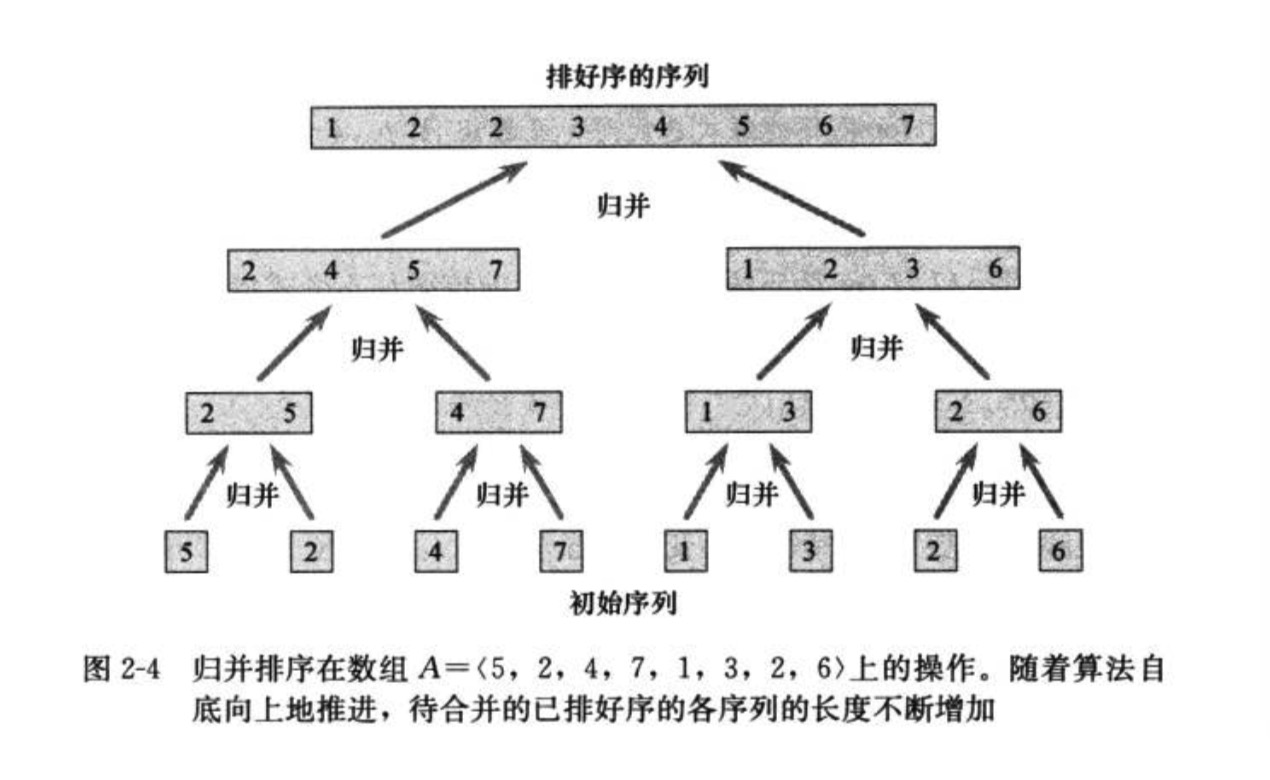 排好序的序列
1 2 2 3 4 5 6 7
归并
2 4 5 7
1 2 3 6
归并
归并
2 5
4 7
1 3
2 6
归并
归并
归并
归并
5
2
4
7
1
3
2
6
初始序列
图 2-4 归并排序在数组 A=〈5，2，4，7，1，3，2，6〉上的操作。随着算法自
底向上地推进，待合并的已排好序的各序列的长度不断增加